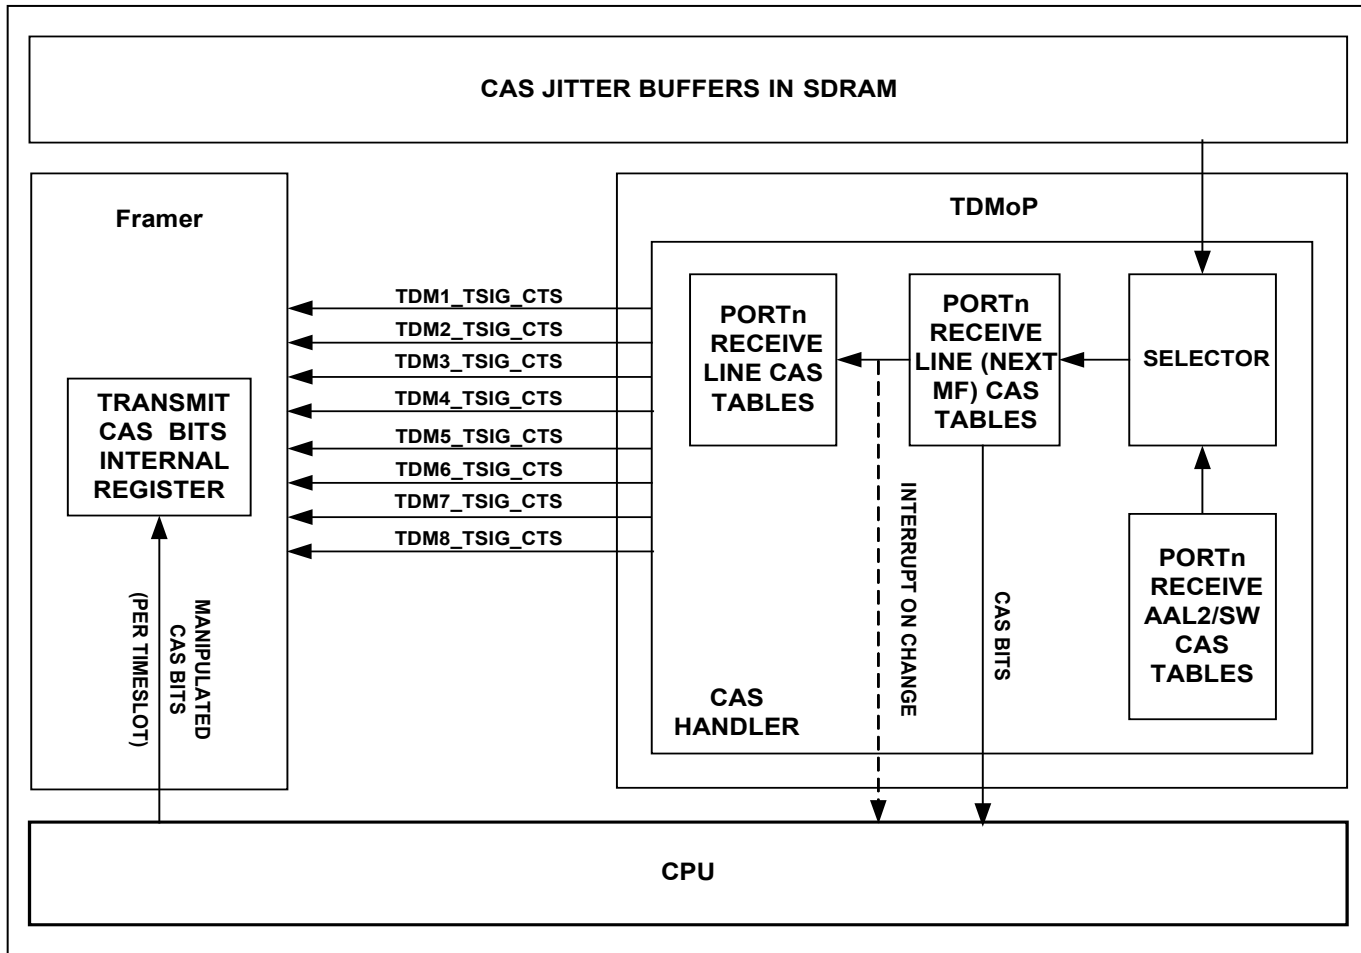 CAS JITTER BUFFERS IN SDRAM
Framer
TRANSMIT
CAS BITS
INTERNAL
REGISTER
MANIPULATED
CAS BITS
(PER TIMESLOT)
TDM1_TSIG_CTS
TDM2_TSIG_CTS
TDM3_TSIG_CTS
TDM4_TSIG_CTS
TDM5_TSIG_CTS
TDM6_TSIG_CTS
TDM7_TSIG_CTS
TDM8_TSIG_CTS
TDMoP
PORTn
RECEIVE
LINE CAS
TABLES
PORTn
RECEIVE
LINE (NEXT
MF) CAS
TABLES
SELECTOR
PORTn
RECEIVE
AAL2/SW
CAS
TABLES
INTERRUPT ON CHANGE
CAS BITS
CAS
HANDLER
CPU